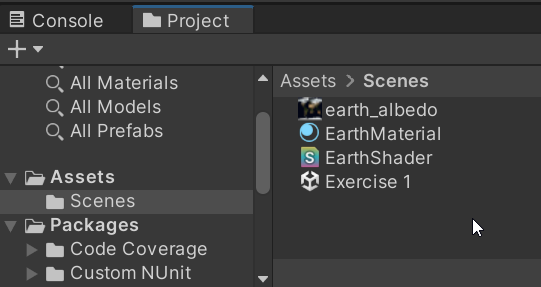 Console
Project
All Materials
All Models
All Prefabs
Assets
Scenes
Packages
Code Coverage
Custom NUnit
Assets > Scenes
earth_albedo
EarthMaterial
EarthShader
Exercise 1